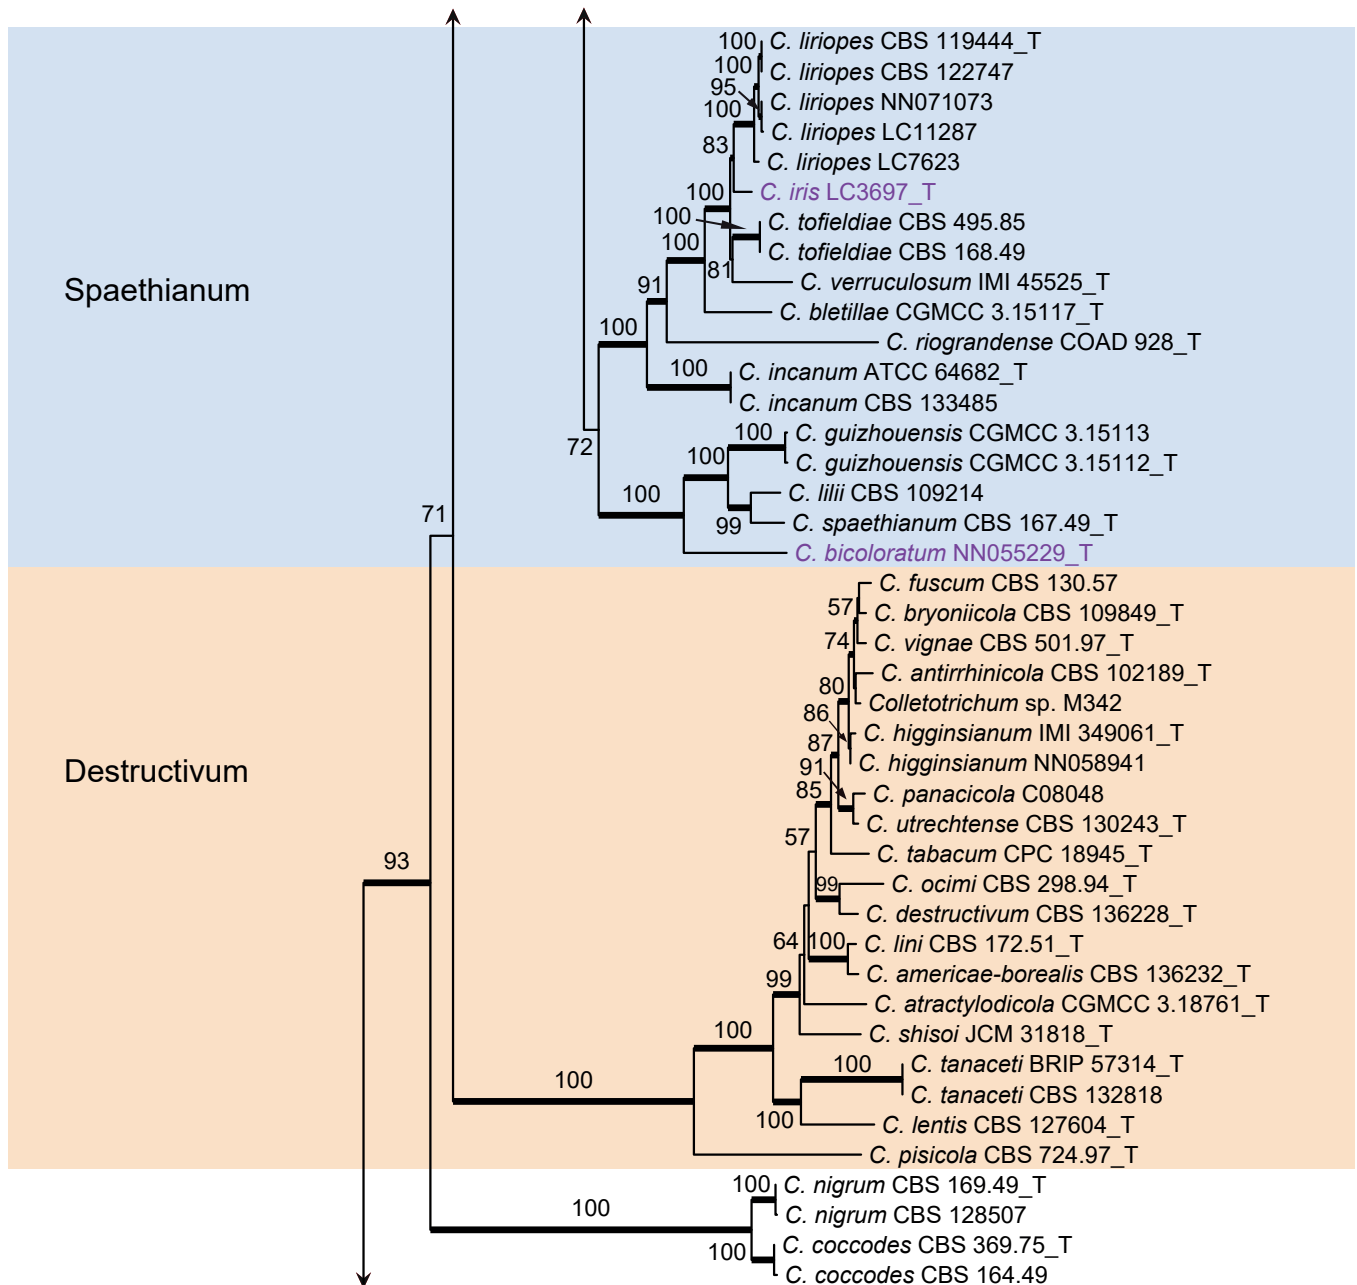 100 C. liriopes CBS 119444_T
100 C. liriopes CBS 122747
95 C. liriopes NN071073
100 C. liriopes LC11287
83 C. liriopes LC7623
C. iris LC3697_T
100
100 C. tofieldiae CBS 495.85
100 C. tofieldiae CBS 168.49
81 C. verruculosum IMI 45525_T
91
Spaethianum
C. bletillae CGMCC 3.15117_T
100 C. riograndense COAD 928_T
100 C. incanum ATCC 64682_T
C. incanum CBS 133485
100 C. guizhouensis CGMCC 3.15113
72
100 C. guizhouensis CGMCC 3.15112_T
100 C. lilii CBS 109214
99 C. spaethianum CBS 167.49_T
71
C. bicoloratum NN055229_T
C. fuscum CBS 130.57
57 C. bryoniicola CBS 109849_T
74 C. vignae CBS 501.97_T
C. antirrhinicola CBS 102189_T
80 Colletotrichum sp. M342
86 C. higginsianum IMI 349061_T
87
91 C. higginsianum NN058941
Destructivum
85 C. panacicola C08048
C. utrechtense CBS 130243_T
57 C. tabacum CPC 18945_T
93
99 C. ocimi CBS 298.94_T
C. destructivum CBS 136228_T
64 100 C. lini CBS 172.51_T
99 C. americae-borealis CBS 136232_T
C. atractylodicola CGMCC 3.18761_T
100 C. shisoi JCM 31818_T
100 C. tanaceti BRIP 57314_T
100 C. tanaceti CBS 132818
100 C. lentis CBS 127604_T
C. pisicola CBS 724.97_T
100 C. nigrum CBS 169.49_T
100 C. nigrum CBS 128507
100 C. coccodes CBS 369.75_T
C. coccodes CBS 164.49